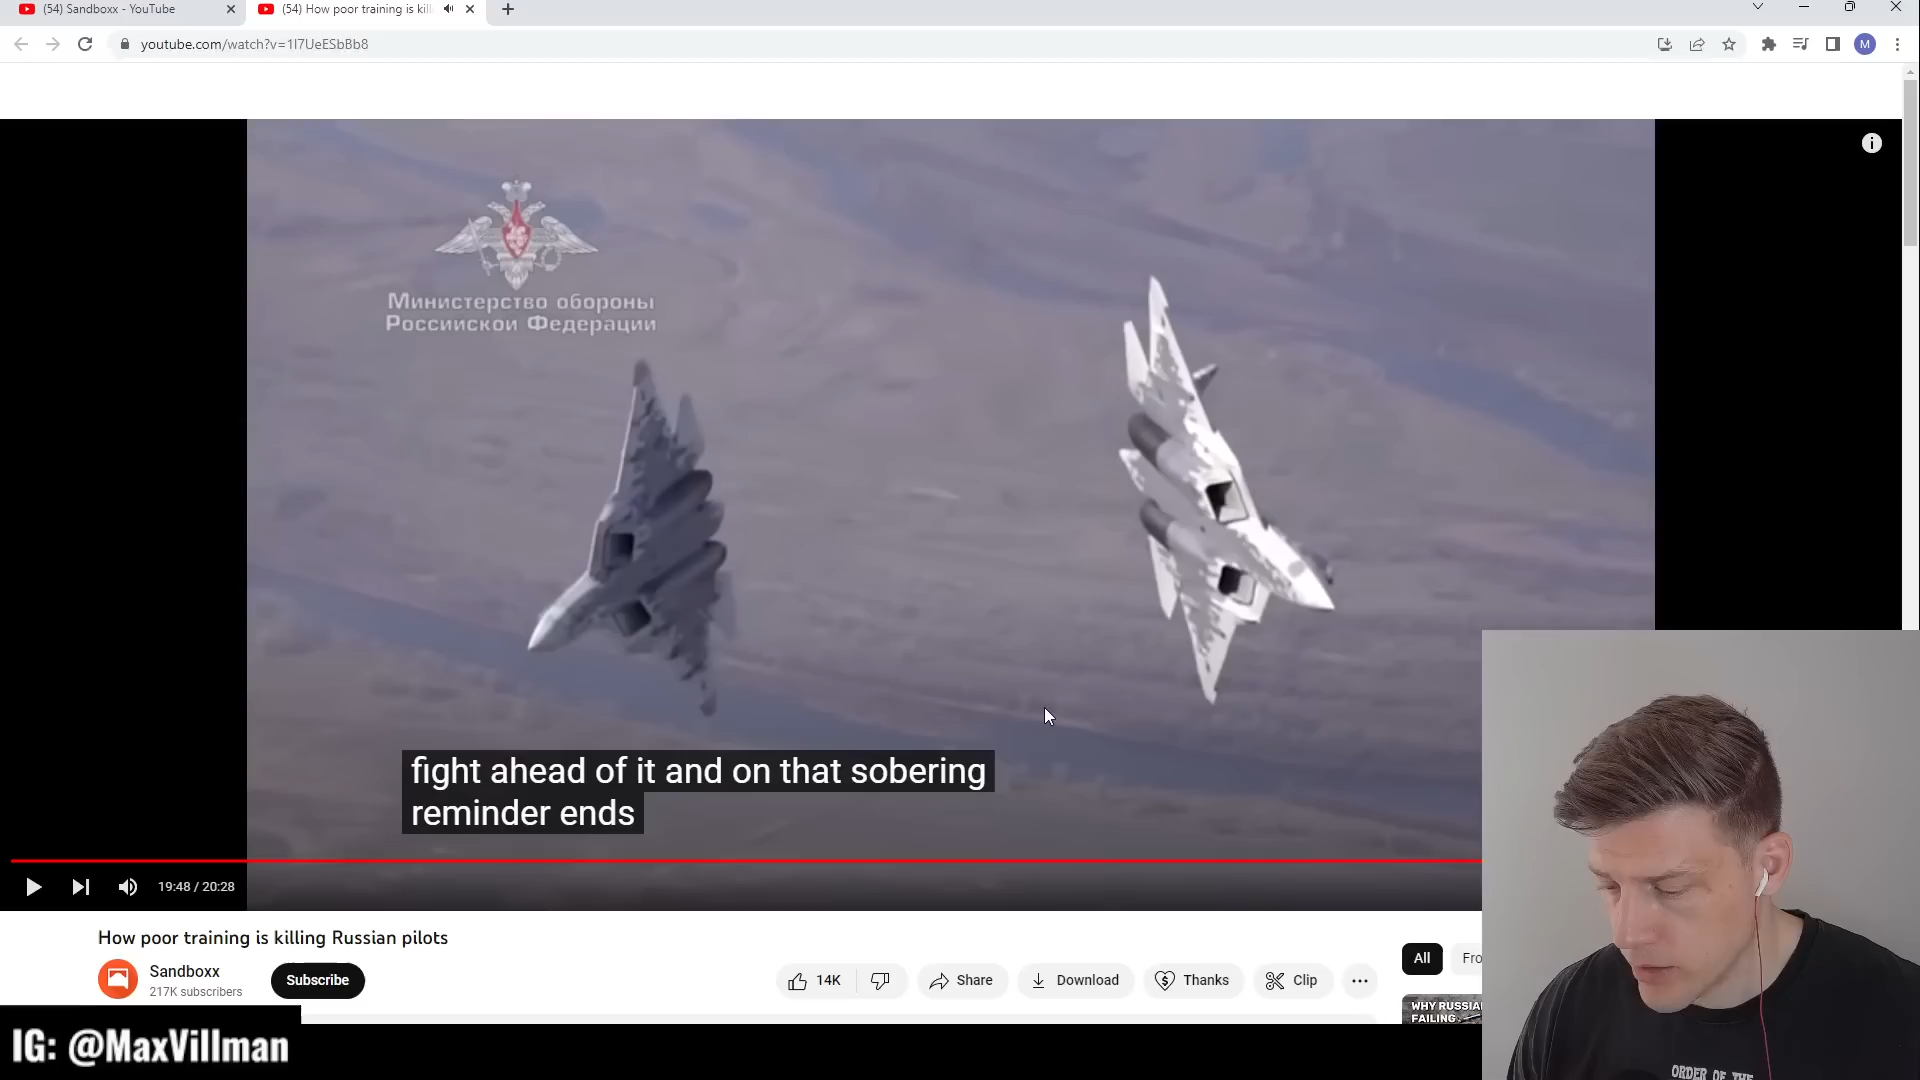 (54) Sandboxx - YouTube
(54) How poor training is kill
youtube.com/watch?v=1I7UeESbBb8
M
Министерство обороны
Российской Федерации
fight ahead of it and on that sobering
reminder ends
19:48 / 20:28
How poor training is killing Russian pilots
Sandboxx
217K subscribers
Subscribe
14K
Share
Download
Thanks
Clip
All
Fro
WHY RUSSIA
FAILING
IG: @MaxVillman
ORDER OF THE